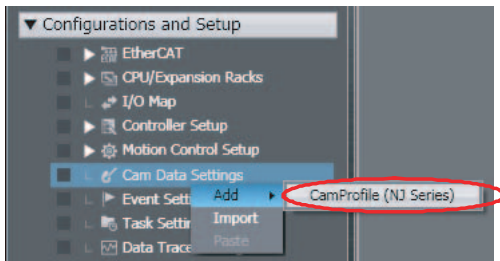 ▼ Configurations and Setup
▶ EtherCAT
▶ CPU/Expansion Racks
I/O Map
▶ Controller Setup
▶ Motion Control Setup
Cam Data Settings
Event Sett
Add
CamProfile (NJ Series)
Task Settin
Import
Data Trace
Paste